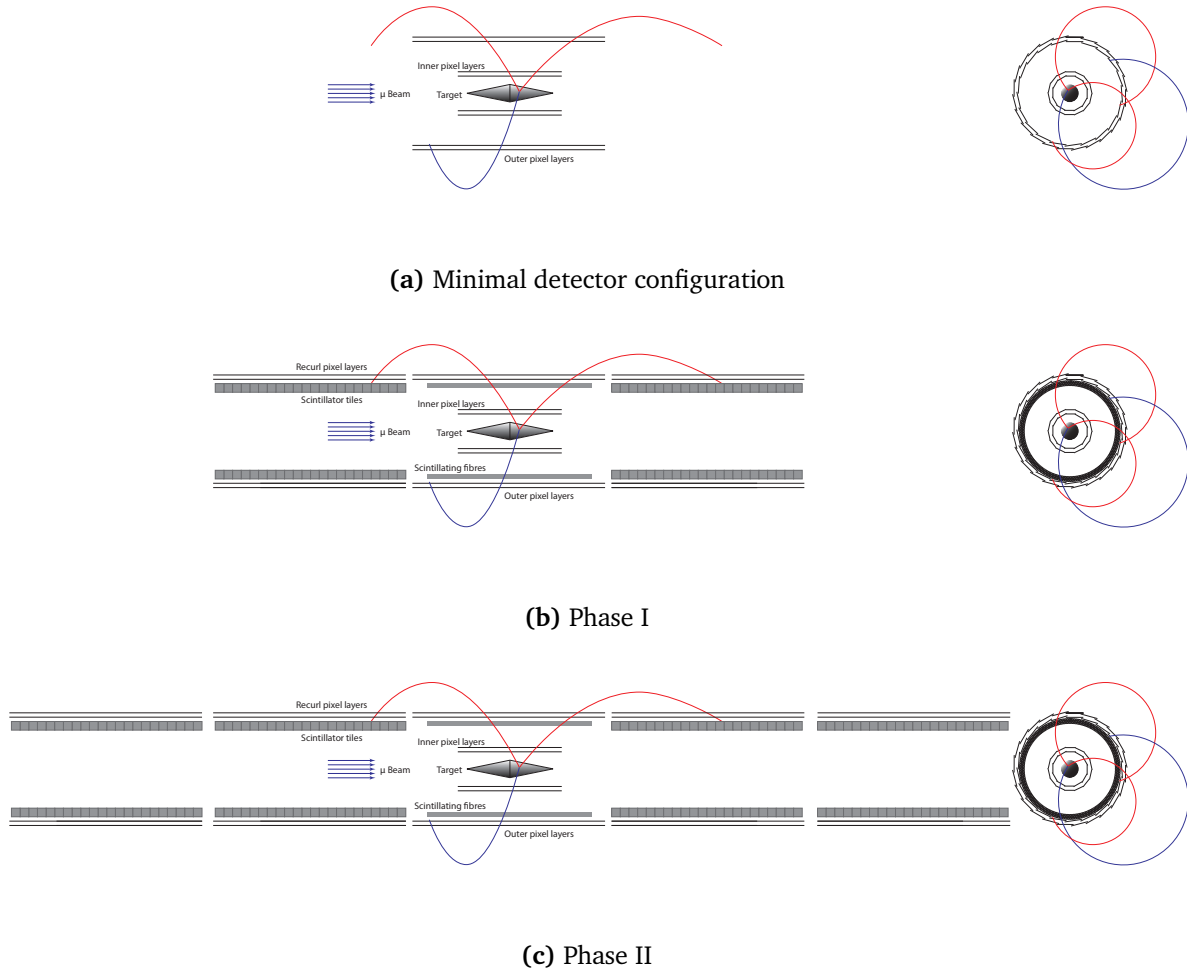 Inner pixel layers
μ Beam
Target
Outer pixel layers
(a) Minimal detector configuration
Recurl pixel layers
Scintillator tiles
Inner pixel layers
μ Beam
Target
Scintillating fibres
Outer pixel layers
(b) Phase I
Recurl pixel layers
Scintillator tiles
Inner pixel layers
μ Beam
Target
Scintillating fibres
Outer pixel layers
(c) Phase II